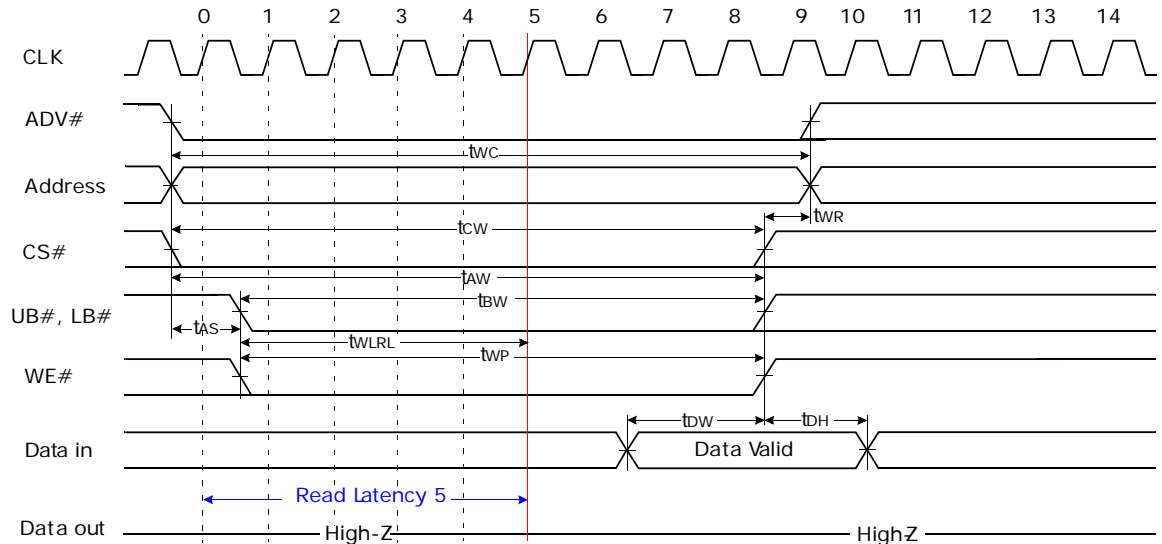 0 1 2 3 4 5 6 7 8 9 10 11 12 13 14
CLK
ADV#
tWC
Address
tWR
tCW
CS#
tAW
tBW
UB#, LB#
tAS
tWLRL
tWP
WE#
tDW tDH
Data in Data Valid
Read Latency 5
Data out High-Z High-Z